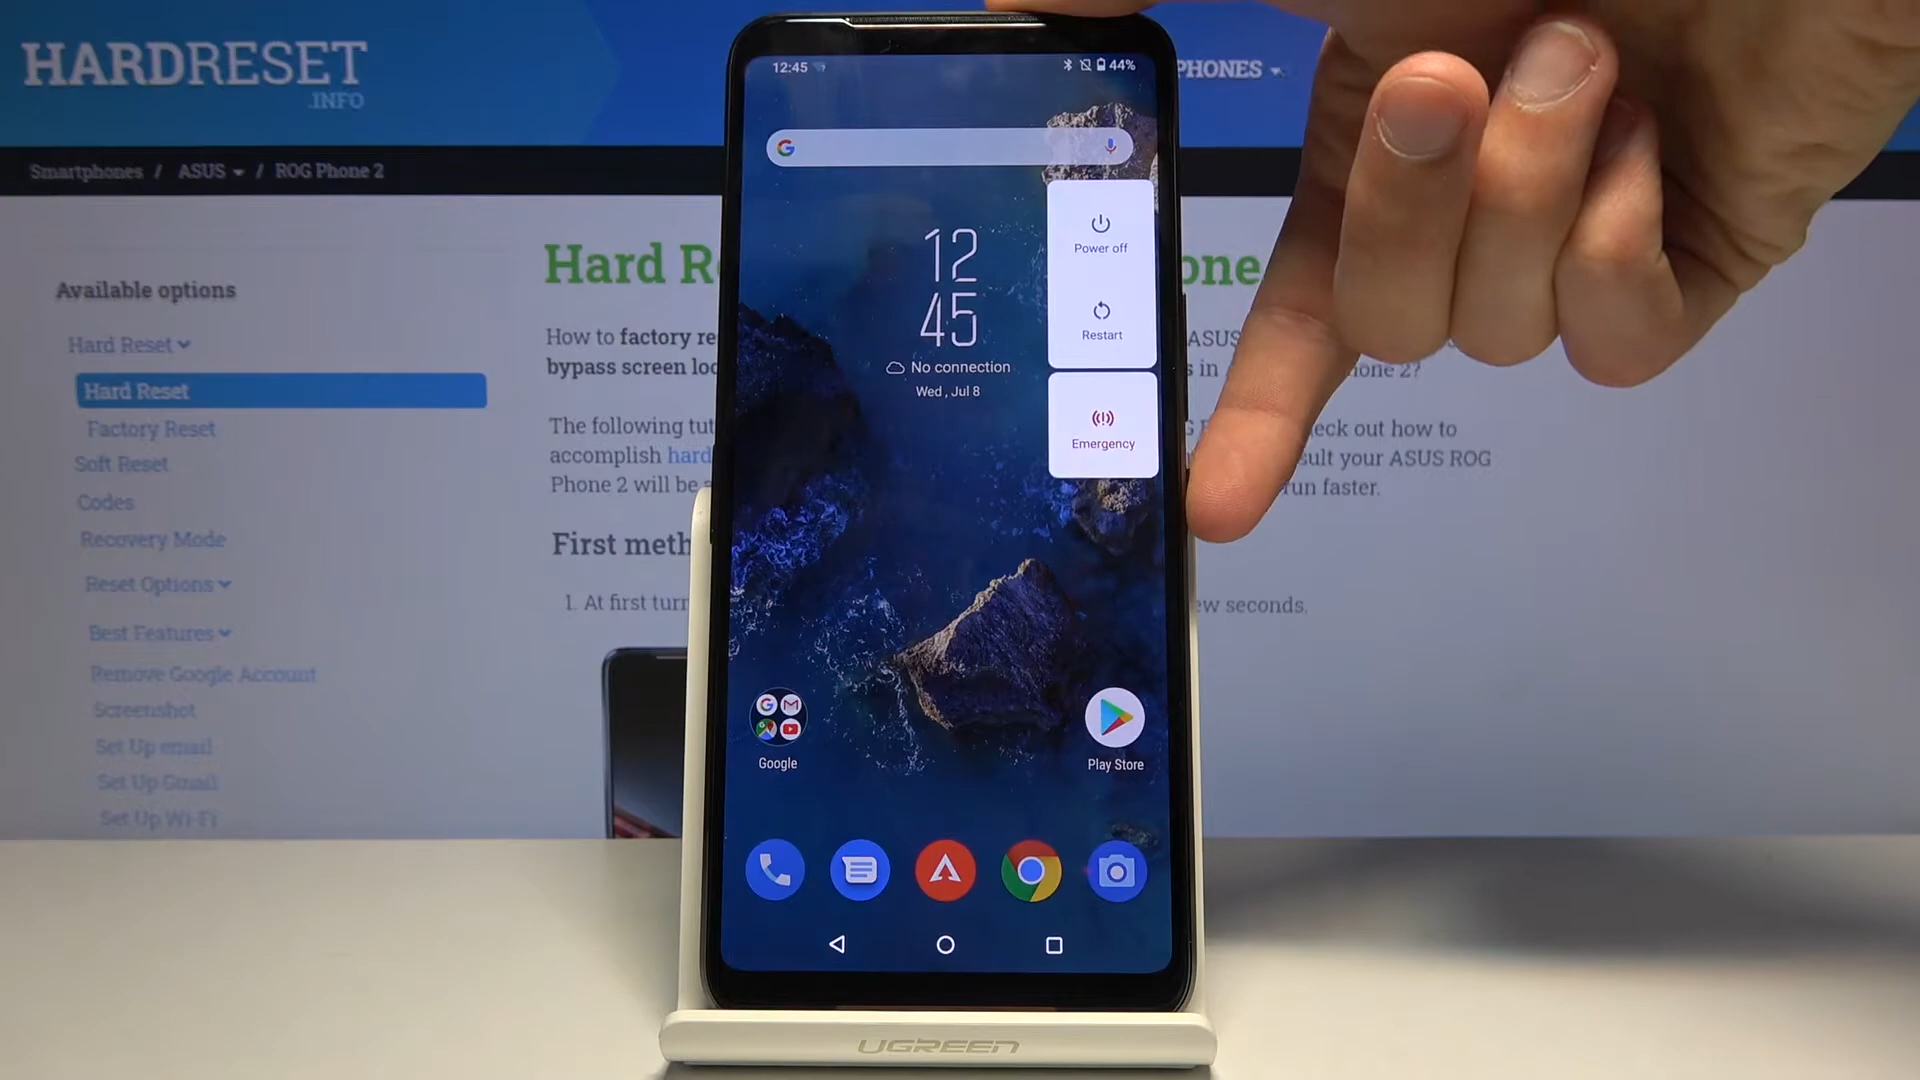 HARDRESET
.INFO
PHONES
Smartphones / ASUS / ROG Phone 2
Available options
Hard Reset
Hard Reset
Factory Reset
Soft Reset
Codes
Recovery Mode
Reset Options
Best Features
Remove Google Account
Screenshot
Set Up email
Set Up Gmail
Set Up Wi-Fi
Hard R
one
How to factory re
ASUS
bypass screen loc
s in
hone 2?
The following tut
eck out how to
accomplish hard
sult your ASUS ROG
Phone 2 will be a
run faster.
First meth
1. At first turn
ew seconds.
12:45
44%
Power off
Restart
Emergency
12
45
No connection
Wed, Jul 8
Google
Play Store
UGREEN